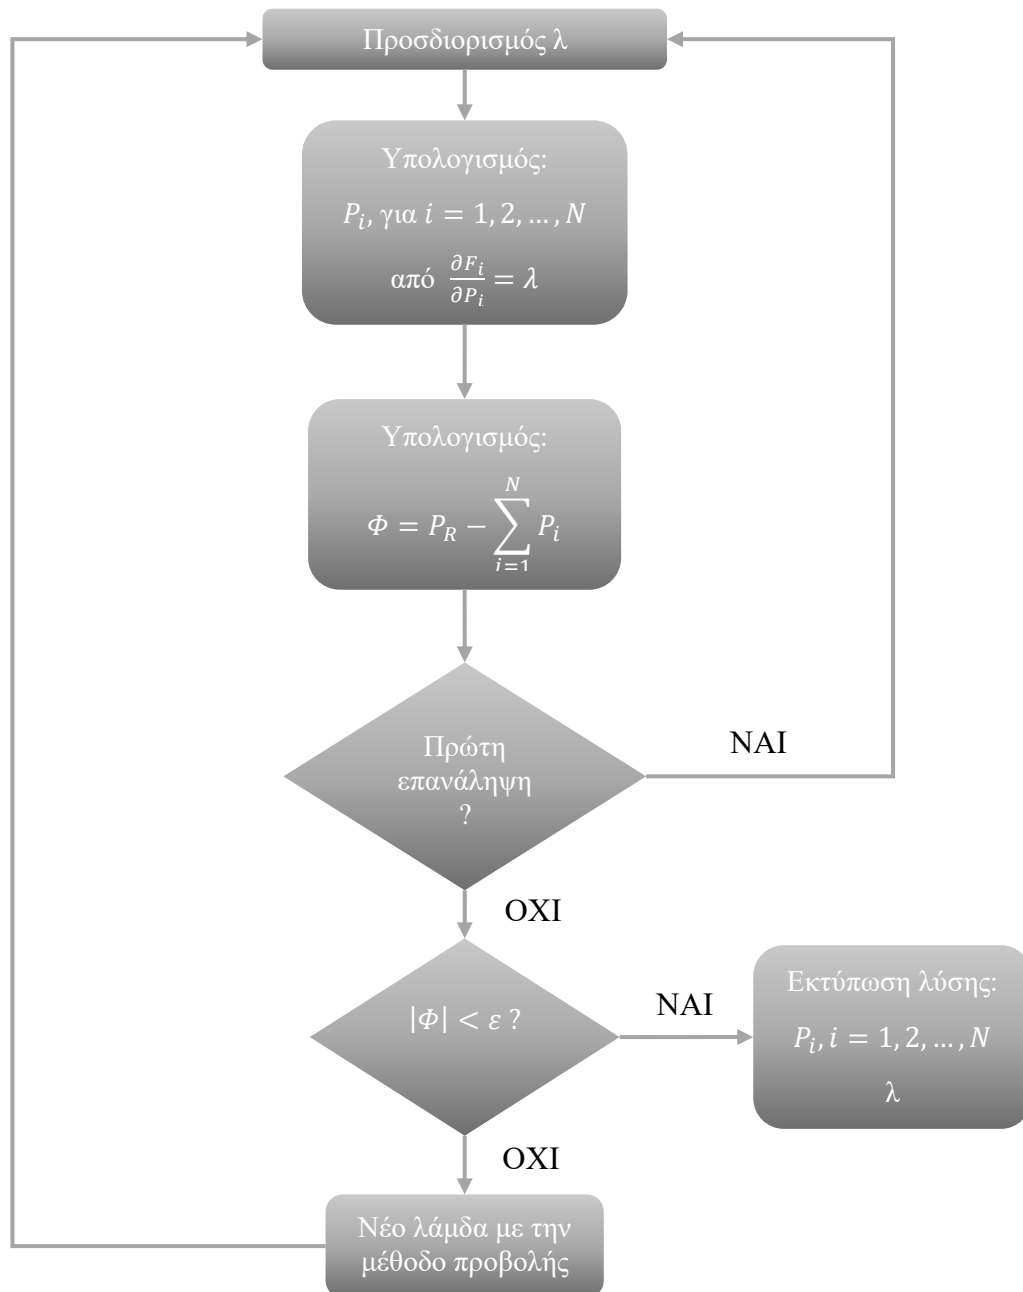 Προσδιορισμός λ
Υπολογισμός:
P_i, για i = 1, 2, … , N
από ∂F_i/∂P_i = λ
Υπολογισμός:
Φ = P_R − ∑_{i=1}^{N} P_i
Πρώτη
επανάληψη
?
ΝΑΙ
ΟΧΙ
|Φ| < ε ?
ΝΑΙ
Εκτύπωση λύσης:
P_i, i = 1, 2, … , N
λ
ΟΧΙ
Νέο λάμδα με την
μέθοδο προβολής